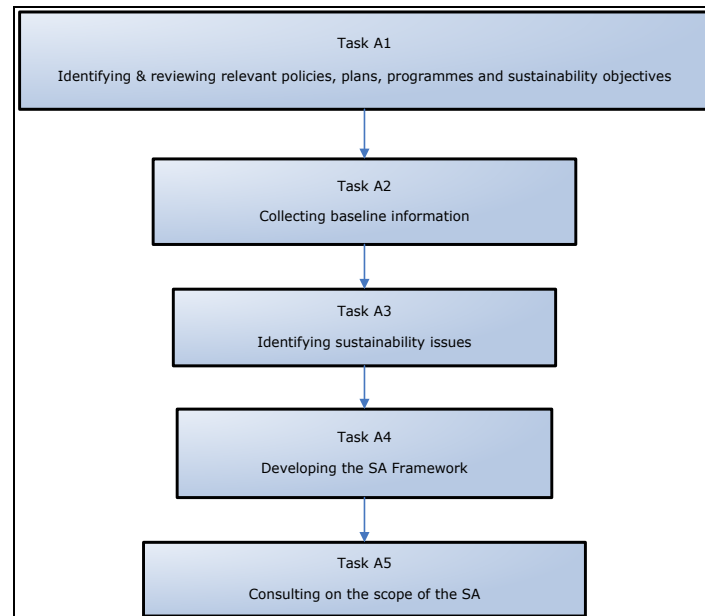 Task A1
Identifying & reviewing relevant policies, plans, programmes and sustainability objectives
Task A2
Collecting baseline information
Task A3
Identifying sustainability issues
Task A4
Developing the SA Framework
Task A5
Consulting on the scope of the SA